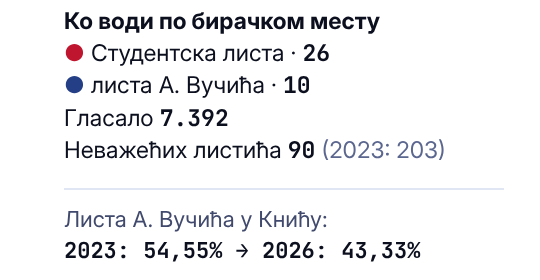 Ко води по бирачком месту
Студентска листа · 26
листа А. Вучића · 10
Гласало 7.392
Неважећих листића 90 (2023: 203)
Листа А. Вучића у Книћу:
2023: 54,55% → 2026: 43,33%